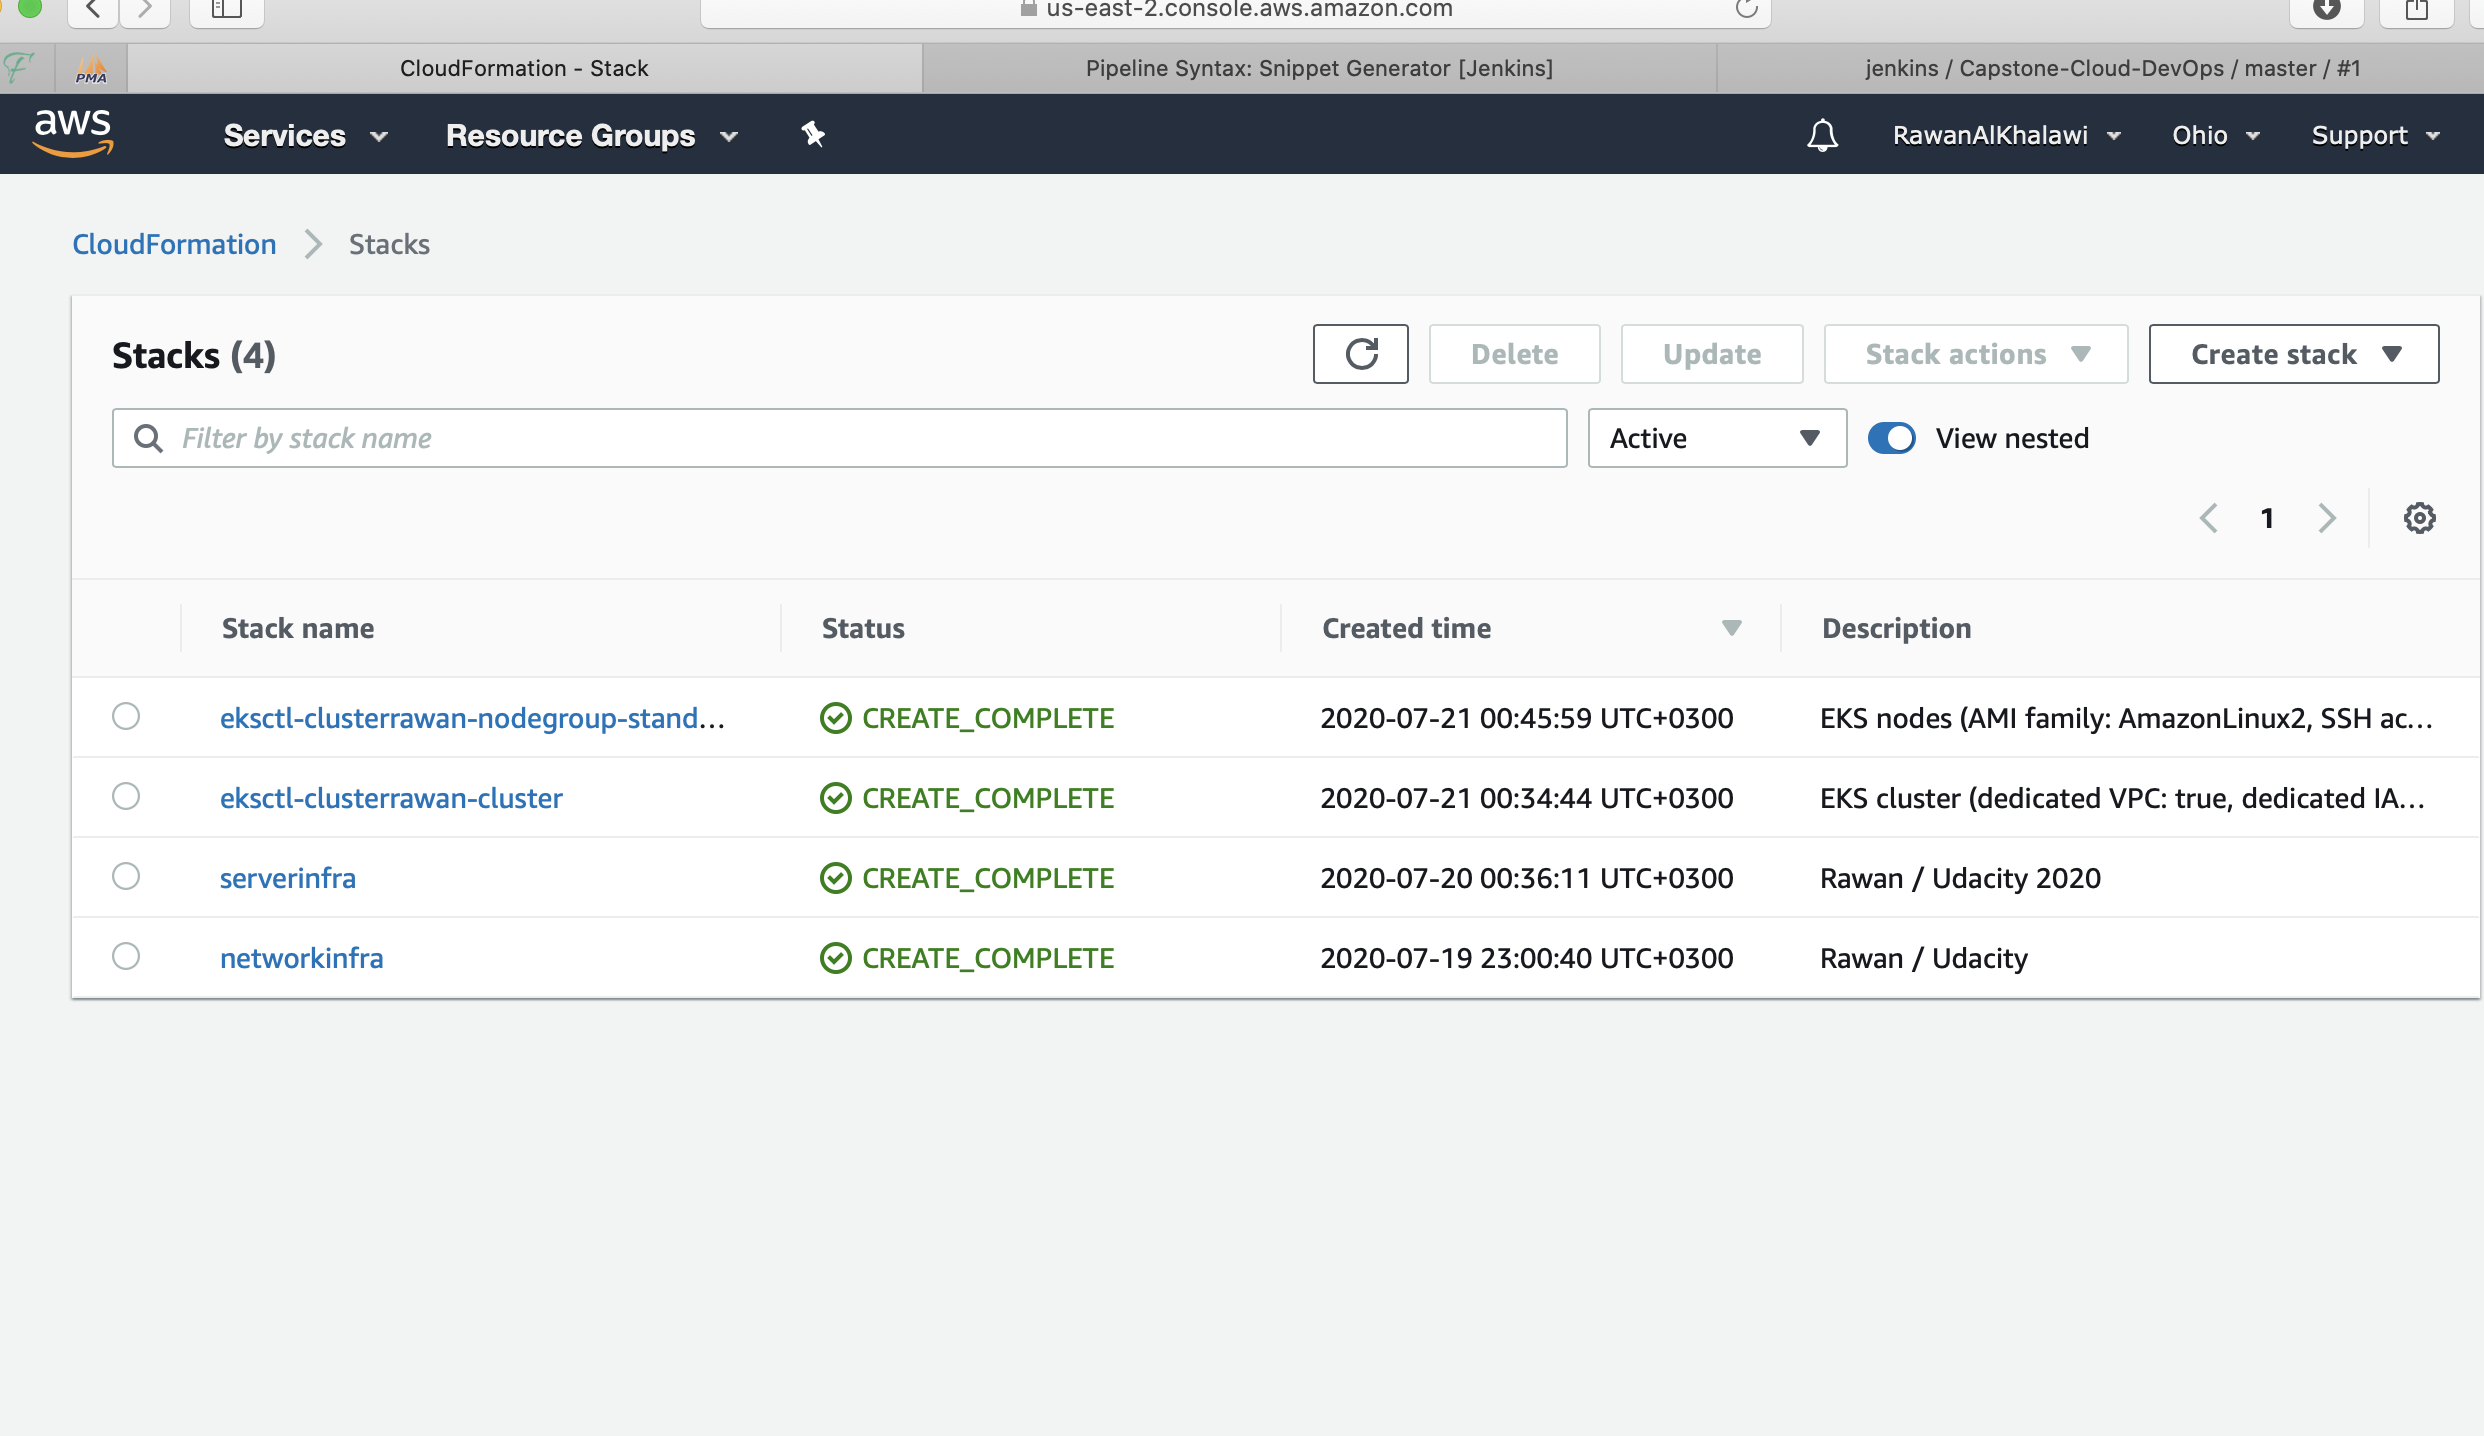 us-east-2.console.aws.amazon.com
PMA
CloudFormation - Stack
Pipeline Syntax: Snippet Generator [Jenkins]
jenkins / Capstone-Cloud-DevOps / master / #1
aws
Services
Resource Groups
RawanAlKhalawi
Ohio
Support
CloudFormation
Stacks
Stacks (4)
Delete
Update
Stack actions
Create stack
Filter by stack name
Active
View nested
1
Stack name
Status
Created time
Description
eksctl-clusterrawan-nodegroup-stand...
CREATE_COMPLETE
2020-07-21 00:45:59 UTC+0300
EKS nodes (AMI family: AmazonLinux2, SSH ac...
eksctl-clusterrawan-cluster
CREATE_COMPLETE
2020-07-21 00:34:44 UTC+0300
EKS cluster (dedicated VPC: true, dedicated IA...
serverinfra
CREATE_COMPLETE
2020-07-20 00:36:11 UTC+0300
Rawan / Udacity 2020
networkinfra
CREATE_COMPLETE
2020-07-19 23:00:40 UTC+0300
Rawan / Udacity